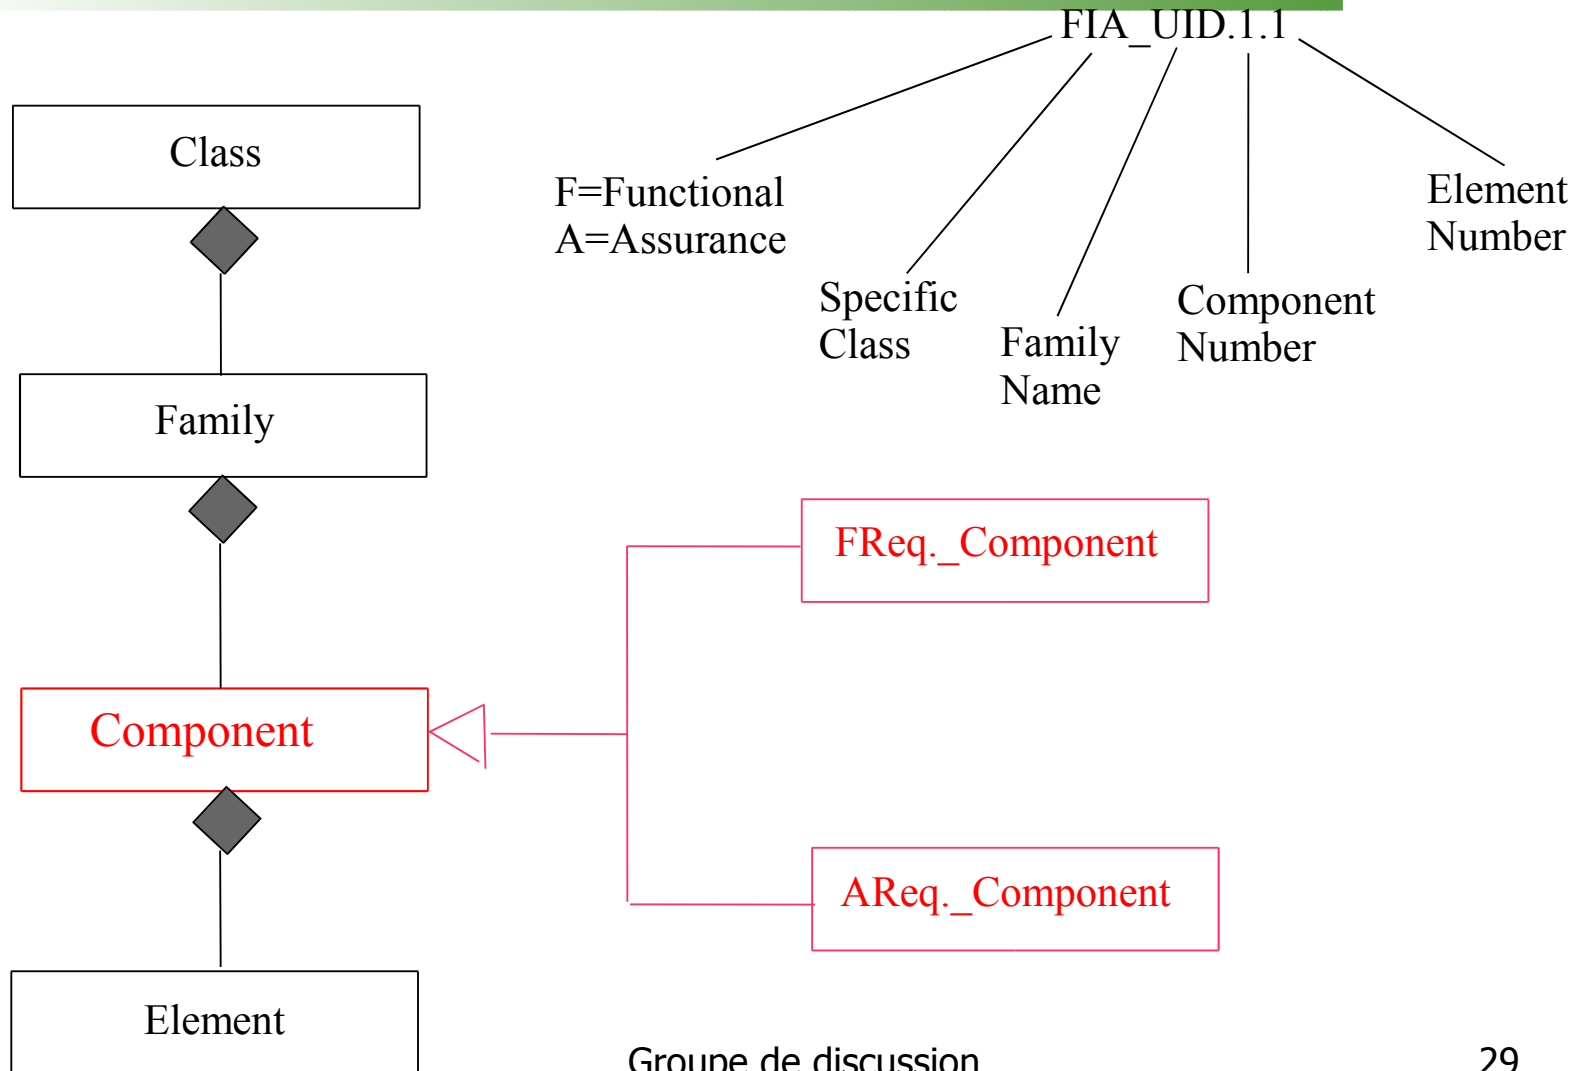 FIA_UID.1.1
Class
F=Functional
A=Assurance
Element
Number
Specific
Class
Family
Name
Component
Number
Family
FReq._Component
Component
AReq._Component
Element
Groupe de discussion
29